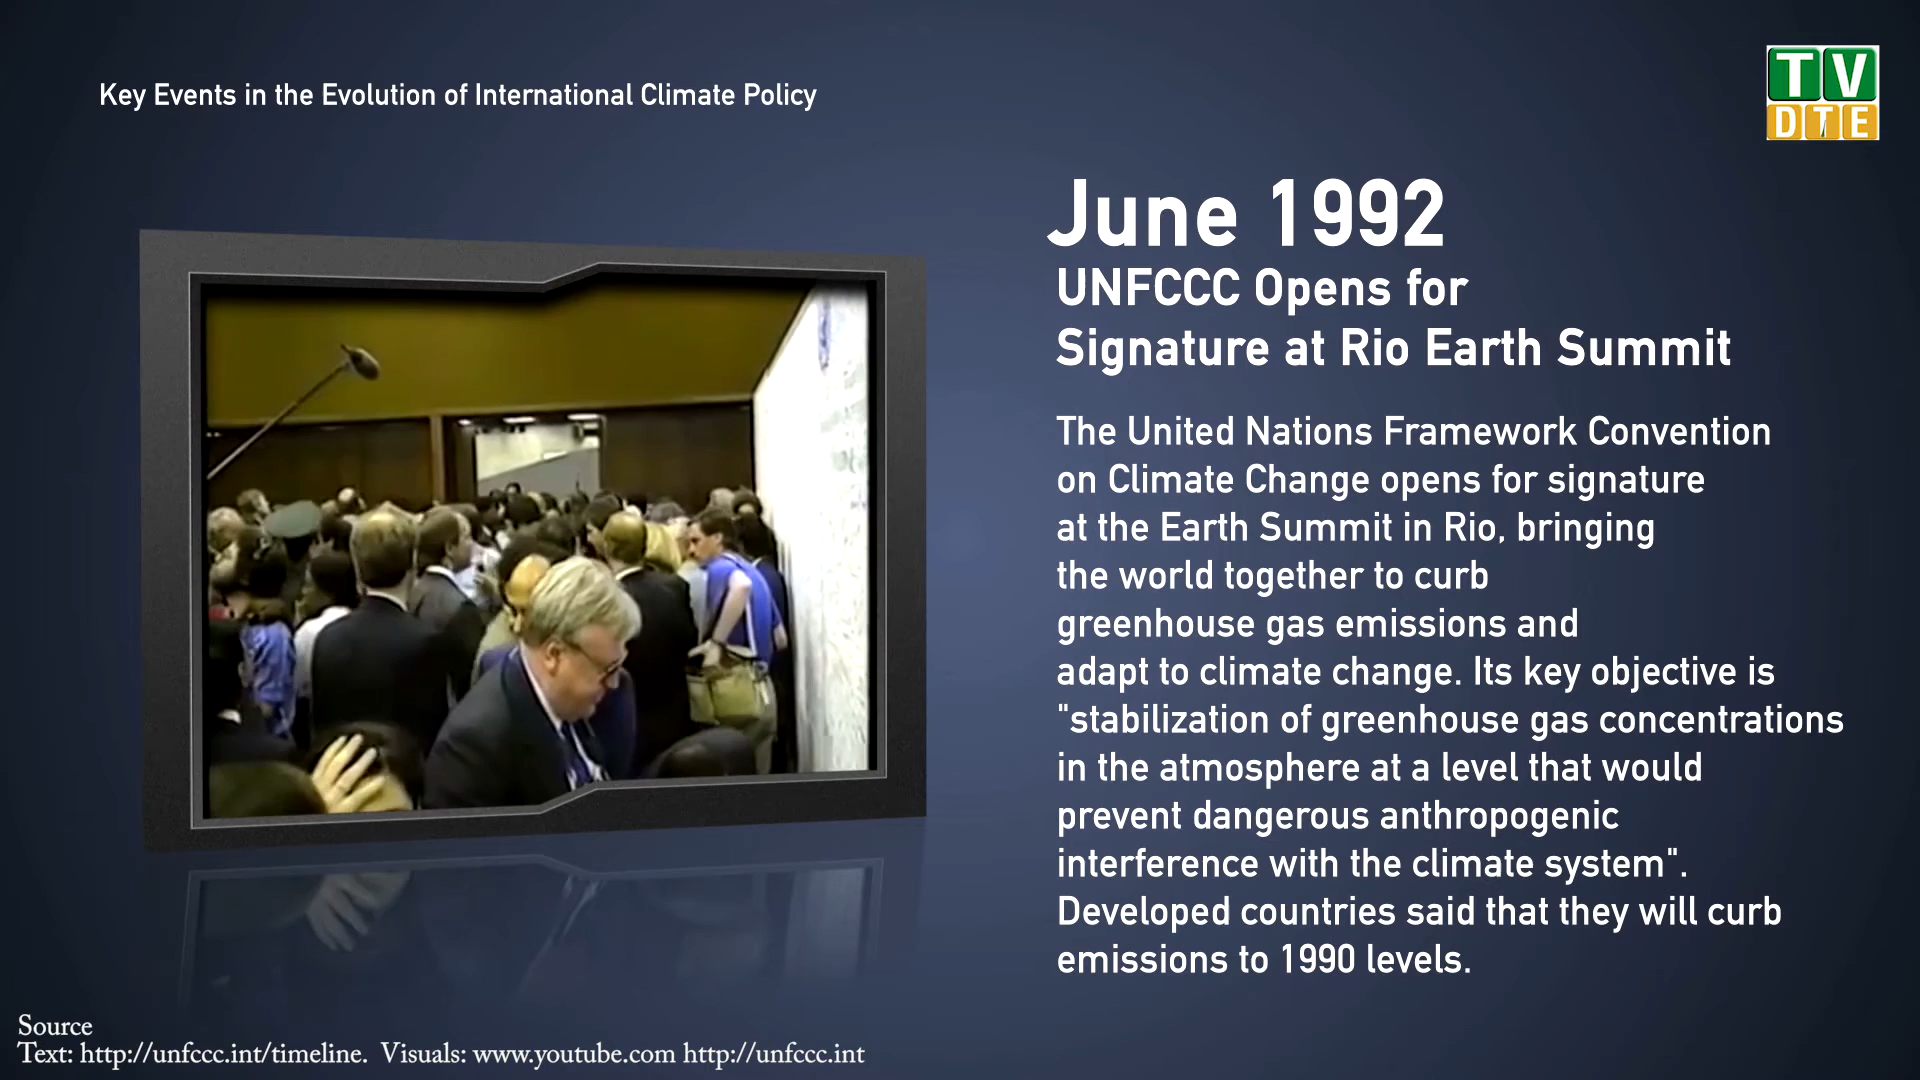 Key Events in the Evolution of International Climate Policy
TV
DTE
June 1992
UNFCCC Opens for
Signature at Rio Earth Summit
The United Nations Framework Convention
on Climate Change opens for signature
at the Earth Summit in Rio, bringing
the world together to curb
greenhouse gas emissions and
adapt to climate change. Its key objective is
"stabilization of greenhouse gas concentrations
in the atmosphere at a level that would
prevent dangerous anthropogenic
interference with the climate system".
Developed countries said that they will curb
emissions to 1990 levels.
Source
Text: http://unfccc.int/timeline.  Visuals: www.youtube.com http://unfccc.int